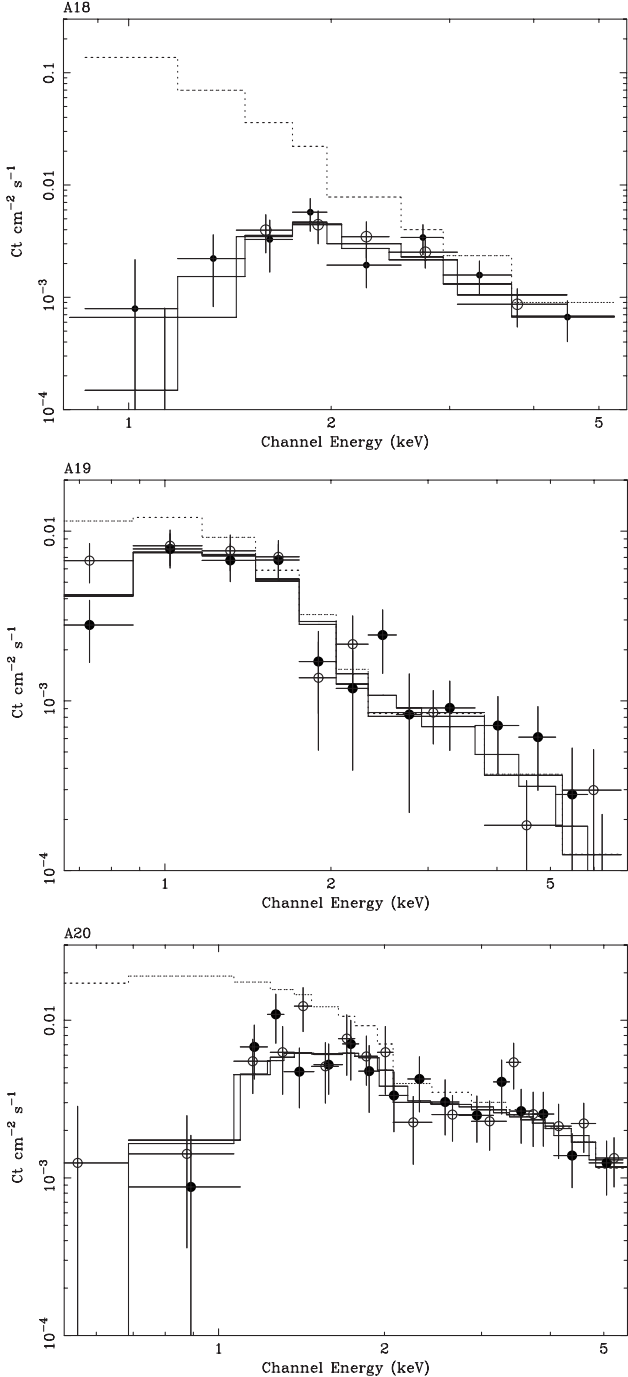 A18
0.1
0.01
10⁻³
10⁻⁴
Ct cm⁻² s⁻¹
1 2 5
Channel Energy (keV)
A19
0.01
10⁻³
10⁻⁴
Ct cm⁻² s⁻¹
1 2 5
Channel Energy (keV)
A20
0.01
10⁻³
10⁻⁴
Ct cm⁻² s⁻¹
1 2 5
Channel Energy (keV)